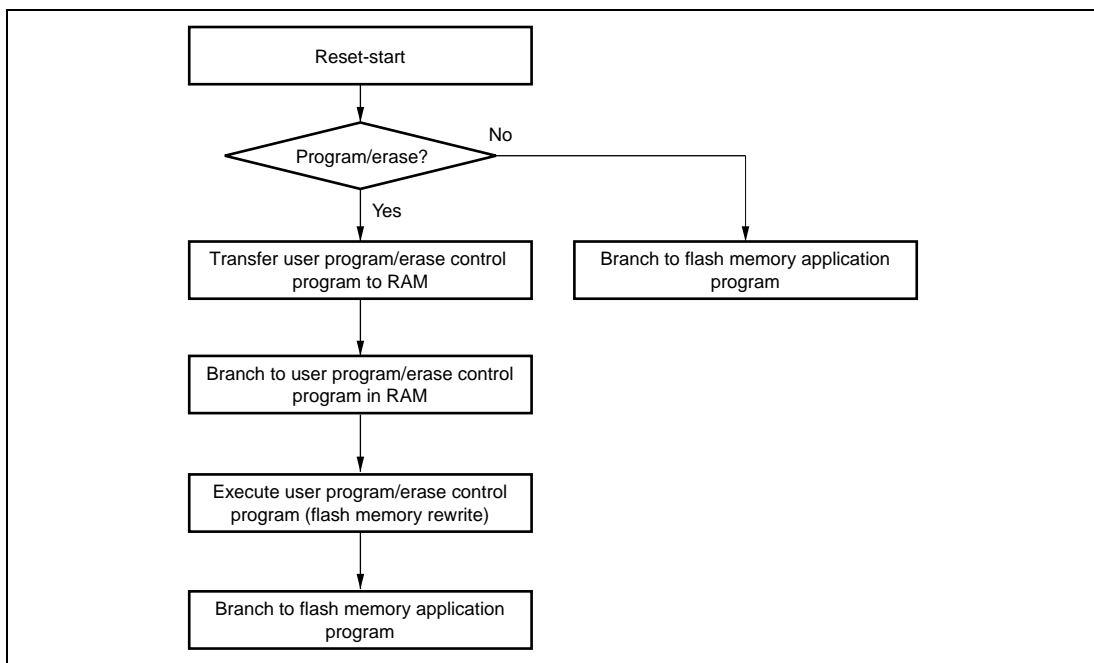 Reset-start
No
Program/erase?
Yes
Transfer user program/erase control
program to RAM
Branch to flash memory application
program
Branch to user program/erase control
program in RAM
Execute user program/erase control
program (flash memory rewrite)
Branch to flash memory application
program